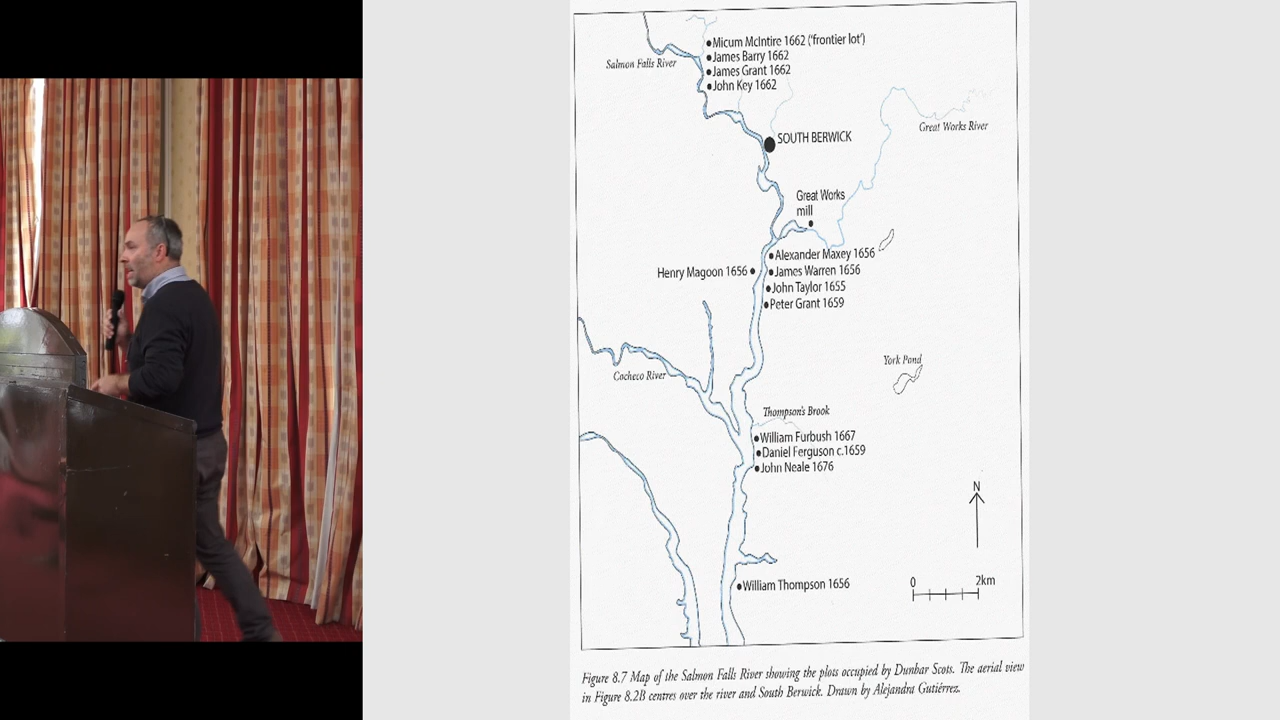 Micum McIntire 1662 ('frontier lot')
James Barry 1662
Salmon Falls River
James Grant 1662
John Key 1662
Great Works River
SOUTH BERWICK
Great Works
mill
Alexander Maxey 1656
Henry Magoon 1656
James Warren 1656
John Taylor 1655
Peter Grant 1659
York Pond
Cocheco River
Thompson's Brook
William Furbush 1667
Daniel Ferguson c.1659
John Neale 1676
N
0 2km
William Thompson 1656
Figure 8.7 Map of the Salmon Falls River showing the plots occupied by Dunbar Scots. The aerial view
in Figure 8.2B centres over the river and South Berwick. Drawn by Alejandra Gutiérrez.